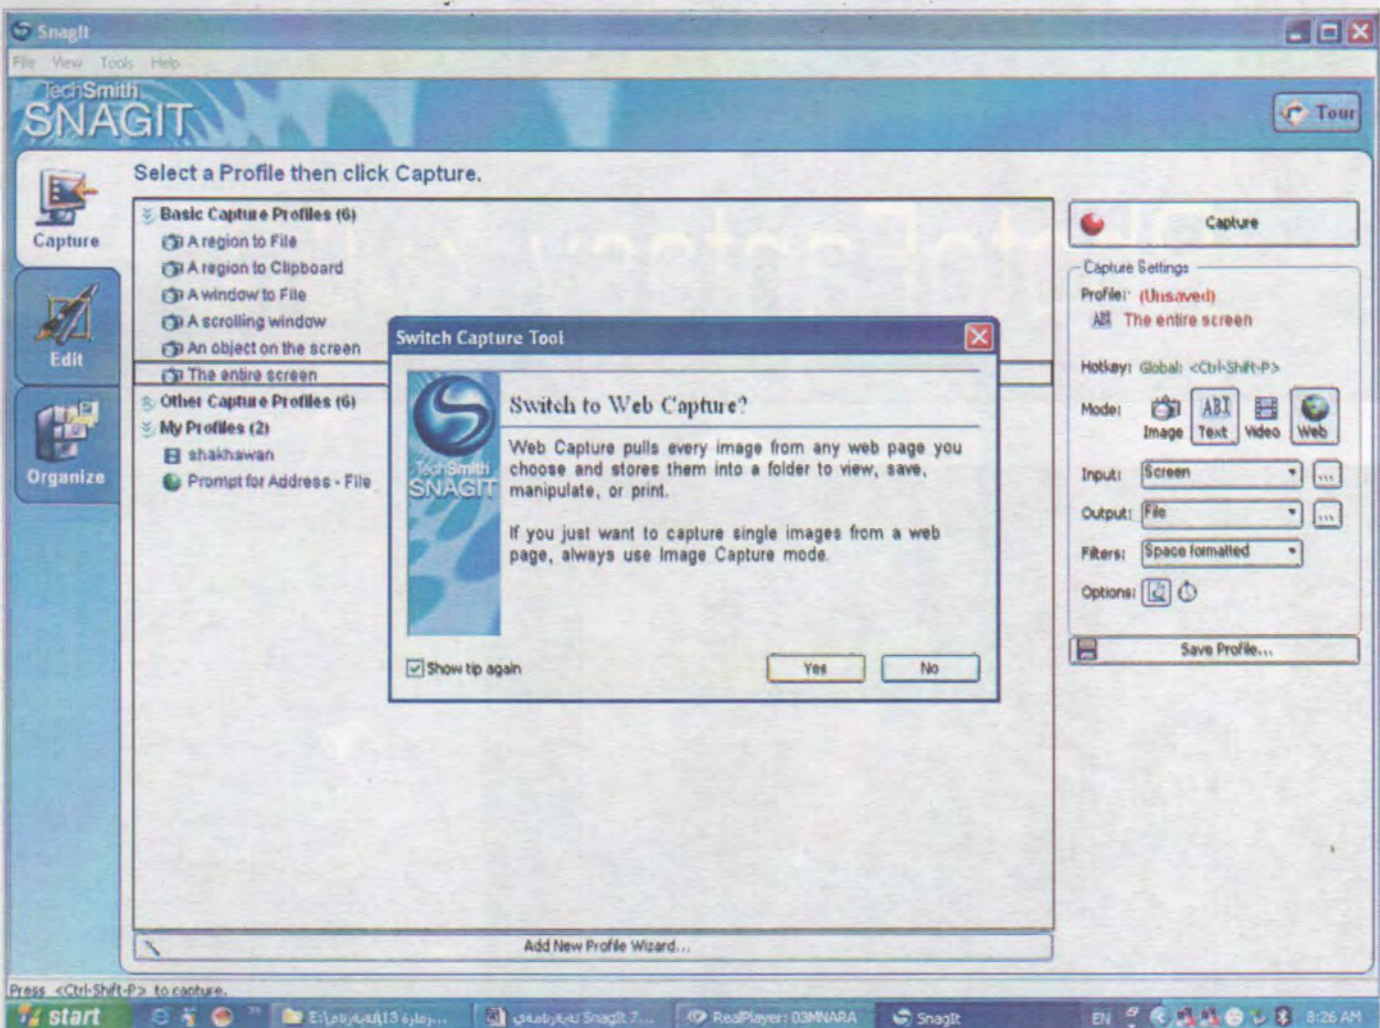 SnagIt
File View Tools Help
TechSmith
SNAGIT
Tour
Select a Profile then click Capture.
Capture
Edit
Organize
Basic Capture Profiles (6)
A region to File
A region to Clipboard
A window to File
A scrolling window
An object on the screen
The entire screen
Other Capture Profiles (6)
My Profiles (2)
shakhawan
Prompt for Address - File
Switch Capture Tool
TechSmith
SNAGIT
Switch to Web Capture?
Web Capture pulls every image from any web page you
choose and stores them into a folder to view, save,
manipulate, or print.
If you just want to capture single images from a web
page, always use Image Capture mode.
Show tip again
Yes No
Capture
Capture Settings
Profile: (Unsaved)
ABI The entire screen
Hotkey: Global: <Ctrl-Shift-P>
Mode: Image ABI Text Video Web
Input: Screen ...
Output: File ...
Filters: Space formatted
Options:
Save Profile...
Add New Profile Wizard...
Press <Ctrl-Shift-P> to capture.
start
SnagIt 7...
RealPlayer: 03MNARA
SnagIt
EN 8:26 AM